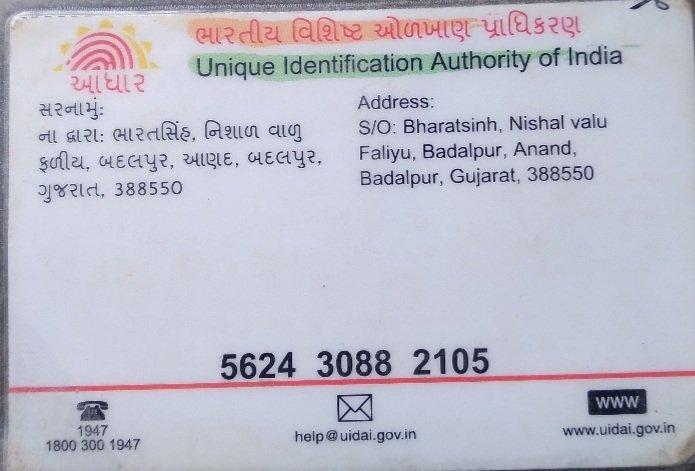 ભારતીય વિશિષ્ટ ઓળખાણ પ્રાધિકરણ
Unique Identification Authority of India
આધાર
સરનામું:
ના દ્વારા: ભારતસિંહ, નિશાળ વાળુ
ફળીય, બદલપુર, આણદ, બદલપુર,
ગુજરાત, 388550
Address:
S/O: Bharatsinh, Nishal valu
Faliyu, Badalpur, Anand,
Badalpur, Gujarat, 388550
5624 3088 2105
1947
1800 300 1947
help@uidai.gov.in
WWW
www.uidai.gov.in